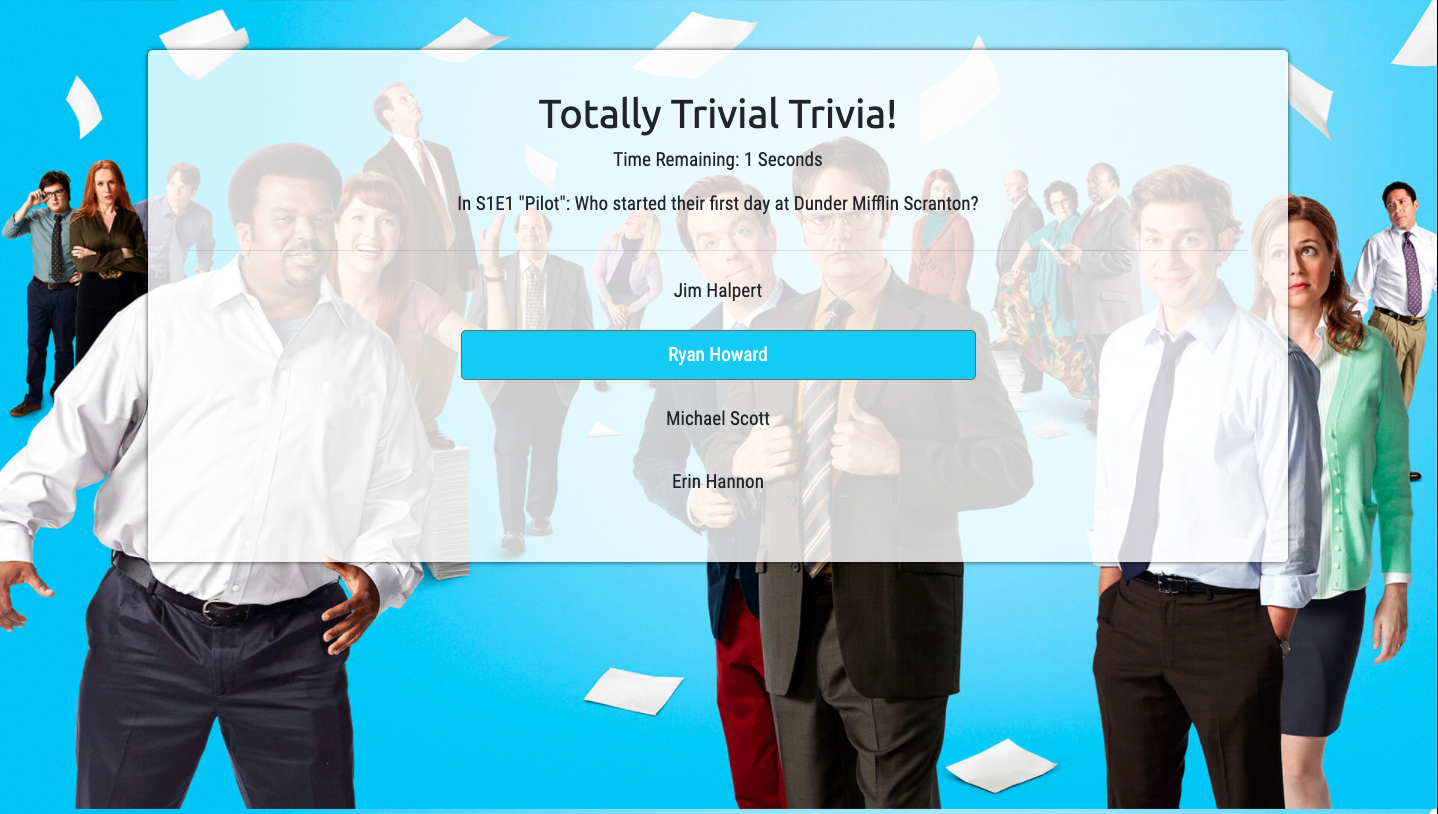 Totally Trivial Trivia!
Time Remaining: 1 Seconds
In S1E1 "Pilot": Who started their first day at Dunder Mifflin Scranton?
Jim Halpert
Ryan Howard
Michael Scott
Erin Hannon